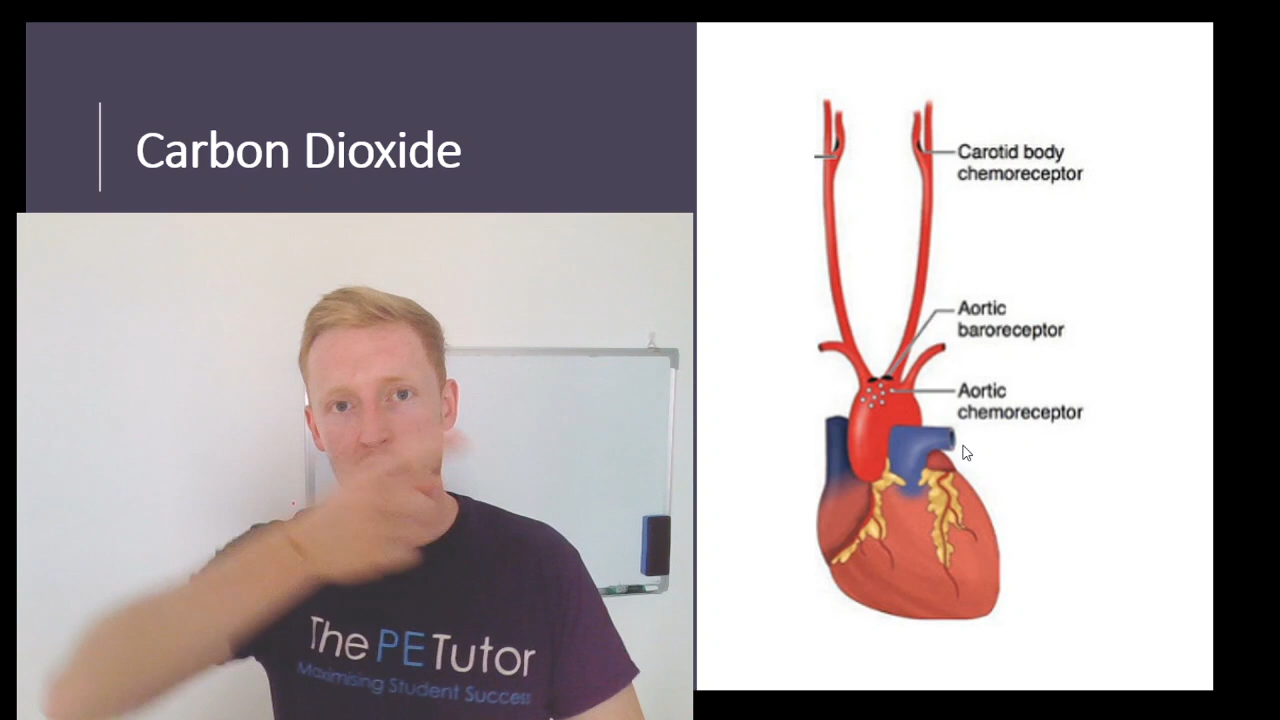 Carbon Dioxide
Carotid body
chemoreceptor
Aortic
baroreceptor
Aortic
chemoreceptor
The PE Tutor
Maximising Student Success